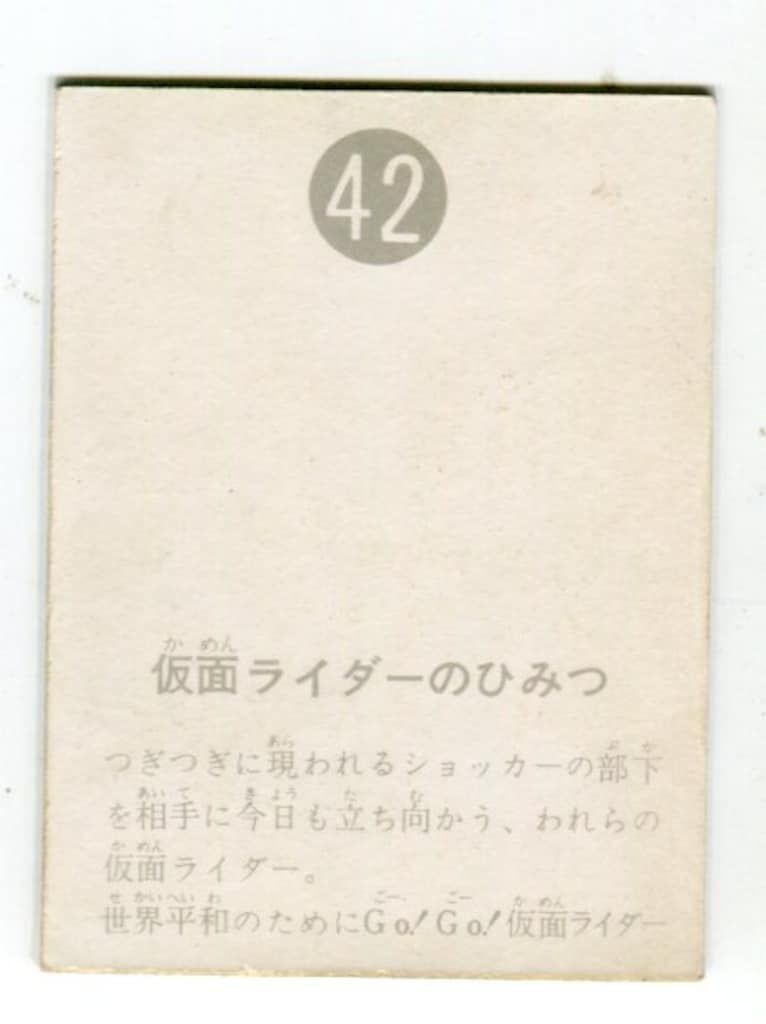 42
仮面ライダーのひみつ
つぎつぎに現われるショッカーの部下
を相手に今日も立ち向かう、われらの
仮面ライダー。
世界平和のためにGo!Go!仮面ライダー